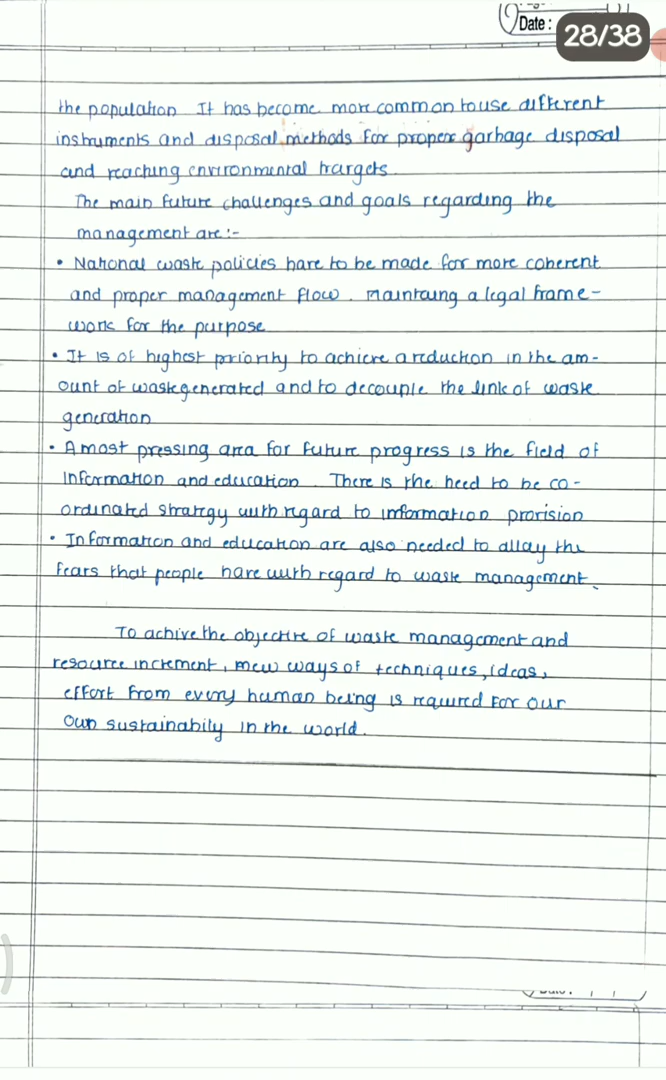 Date :
28/38
the population It has become more common to use different
instruments and disposal methods for proper garbage disposal
and reaching environmental trargets
The main future challenges and goals regarding the
management are :-
• National waste policies have to be made for more coherent
and proper management flow . maintaing a legal frame-
work for the purpose
• It is of highest priority to achieve a reduction in the am-
ount of waste generated and to decouple the link of waste
generation
• A most pressing area for future progress is the field of
information and education . There is the heed to be co-
ordinated strategy with regard to information provision
• Information and education are also needed to allay the
fears that people have with regard to waste management .
To achive the objective of waste management and
resource increment , mew ways of techniques, ideas,
effort from every human being is required for our
own sustainabily in the world.